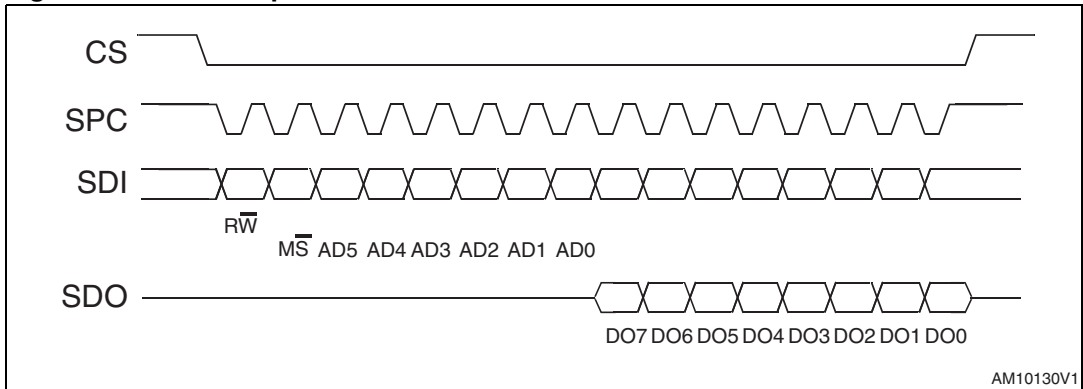 CS
SPC
SDI
RW̅
MS̅ AD5 AD4 AD3 AD2 AD1 AD0
SDO
DO7 DO6 DO5 DO4 DO3 DO2 DO1 DO0
AM10130V1